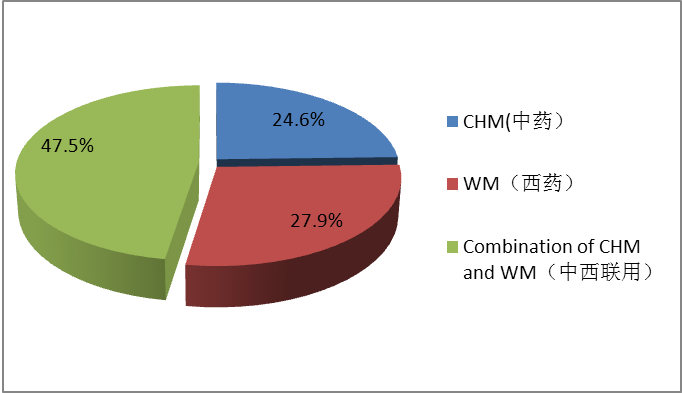 24.6%
47.5%
27.9%
CHM(中药）
WM（西药）
Combination of CHM
and WM（中西联用）